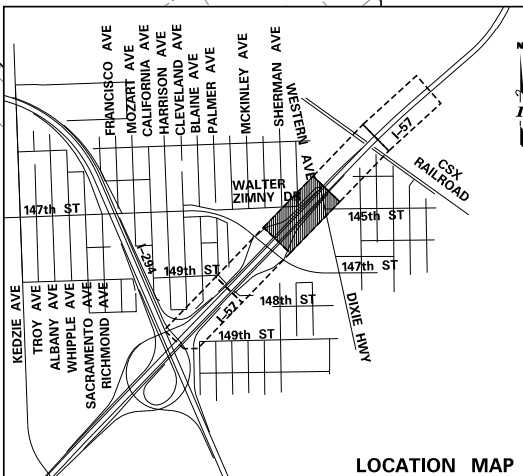 FRANCISCO AVE
MOZART AVE
CALIFORNIA AVE
HARRISON AVE
CLEVELAND AVE
BLAINE AVE
PALMER AVE
MCKINLEY AVE
SHERMAN AVE
WESTERN AVE
N
I-57
CSX
RAILROAD
WALTER
ZIMNY DR
147th ST
145th ST
I-294
149th ST
147th ST
148th ST
I-57
149th ST
DIXIE HWY
KEDZIE AVE
TROY AVE
ALBANY AVE
WHIPPLE AVE
SACRAMENTO AVE
RICHMOND AVE
LOCATION MAP